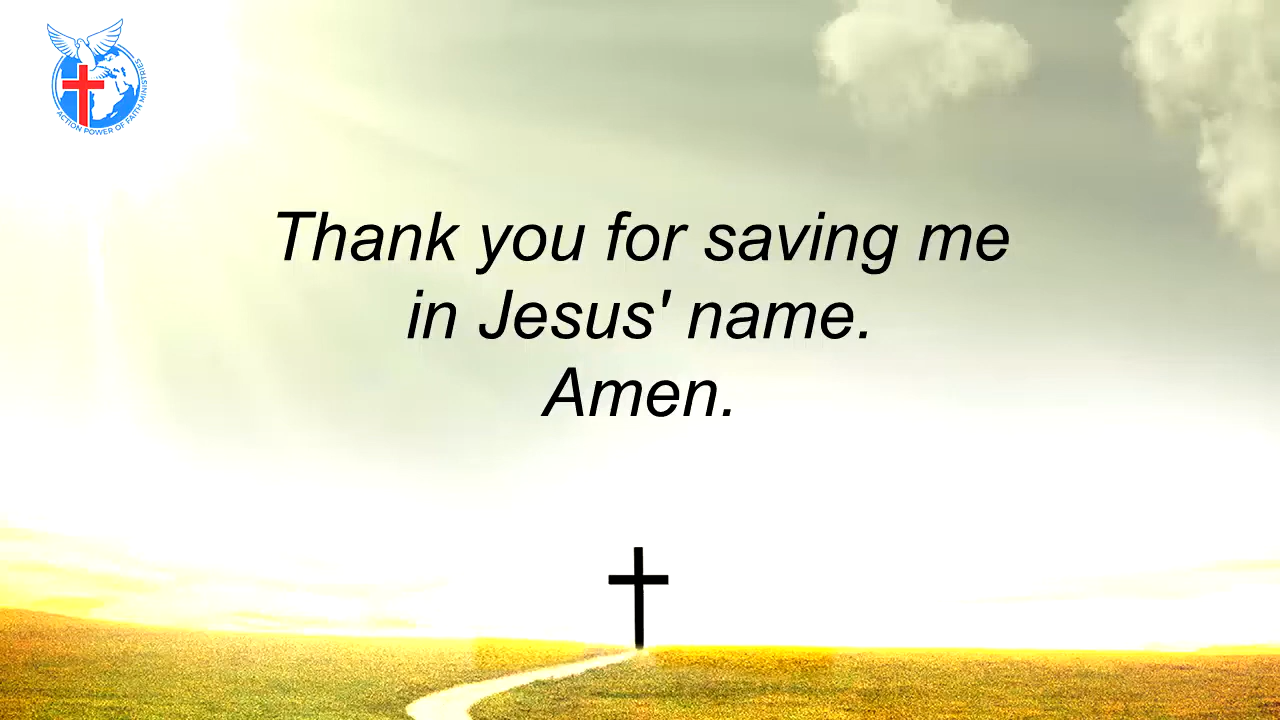 ACTION POWER OF FAITH MINISTRIES
Thank you for saving me
in Jesus' name.
Amen.